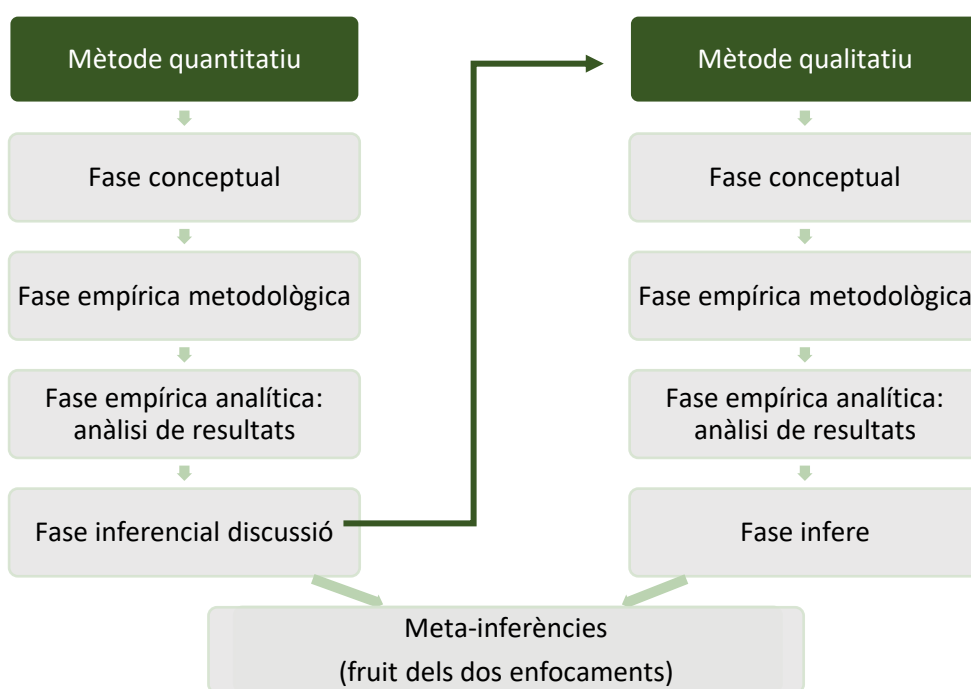 Mètode quantitatiu
Fase conceptual
Fase empírica metodològica
Fase empírica analítica:
anàlisi de resultats
Fase inferencial discussió
Mètode qualitatiu
Fase conceptual
Fase empírica metodològica
Fase empírica analítica:
anàlisi de resultats
Fase infere
Meta-inferències
(fruit dels dos enfocaments)